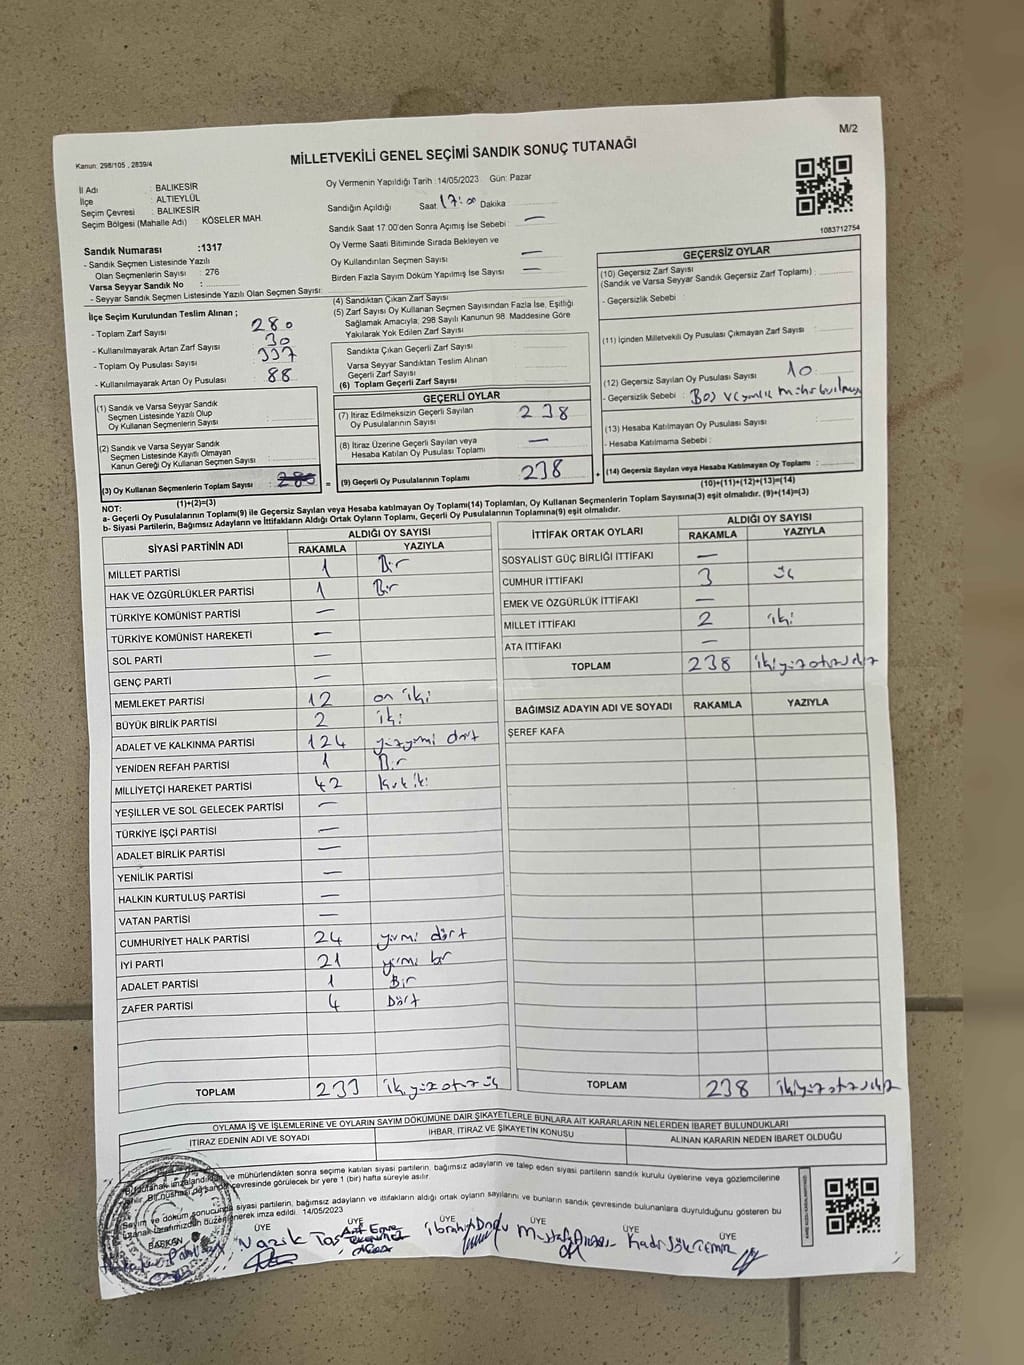 M/2
Kanun: 298/105 , 2839/4
MİLLETVEKİLİ GENEL SEÇİMİ SANDIK SONUÇ TUTANAĞI
İl Adı : BALIKESİR
İlçe : ALTIEYLÜL
Seçim Çevresi : BALIKESİR
Seçim Bölgesi (Mahalle Adı) : KÖSELER MAH.
Sandık Numarası :1317
- Sandık Seçmen Listesinde Yazılı
Olan Seçmenlerin Sayısı : 276
Varsa Seyyar Sandık No :
- Seyyar Sandık Seçmen Listesinde Yazılı Olan Seçmen Sayısı:
Oy Vermenin Yapıldığı Tarih :14/05/2023 Gün: Pazar
Sandığın Açıldığı Saat 17:00 Dakika
Sandık Saat 17.00'den Sonra Açımış İse Sebebi : —
Oy Verme Saati Bitiminde Sırada Bekleyen ve
Oy Kullandırılan Seçmen Sayısı : —
Birden Fazla Sayım Döküm Yapılmış İse Sayısı : —
1083712754
İlçe Seçim Kurulundan Teslim Alınan ;
- Toplam Zarf Sayısı : 280
- Kullanılmayarak Artan Zarf Sayısı : 30
- Toplam Oy Pusulası Sayısı : 337
- Kullanılmayarak Artan Oy Pusulası : 88
(1) Sandık ve Varsa Seyyar Sandık
Seçmen Listesinde Yazılı Olup
Oy Kullanan Seçmenlerin Sayısı :
(2) Sandık ve Varsa Seyyar Sandık
Seçmen Listesinde Kayıtlı Olmayan
Kanun Gereği Oy Kullanan Seçmen Sayısı :
(3) Oy Kullanan Seçmenlerin Toplam Sayısı : 280
(1)+(2)=(3)
(4) Sandıktan Çıkan Zarf Sayısı
(5) Zarf Sayısı Oy Kullanan Seçmen Sayısından Fazla İse, Eşitliği
Sağlamak Amacıyla; 298 Sayılı Kanunun 98. Maddesine Göre
Yakılarak Yok Edilen Zarf Sayısı
Sandıkta Çıkan Geçerli Zarf Sayısı
Varsa Seyyar Sandıktan Teslim Alınan
Geçerli Zarf Sayısı
(6) Toplam Geçerli Zarf Sayısı
GEÇERLİ OYLAR
(7) İtiraz Edilmeksizin Geçerli Sayılan
Oy Pusulalarının Sayısı : 238
(8) İtiraz Üzerine Geçerli Sayılan veya
Hesaba Katılan Oy Pusulası Toplamı : —
= (9) Geçerli Oy Pusulalarının Toplamı : 238 +
GEÇERSİZ OYLAR
(10) Geçersiz Zarf Sayısı
(Sandık ve Varsa Seyyar Sandık Geçersiz Zarf Toplamı) :
- Geçersizlik Sebebi :
(11) İçinden Milletvekili Oy Pusulası Çıkmayan Zarf Sayısı :
(12) Geçersiz Sayılan Oy Pusulası Sayısı : 10
- Geçersizlik Sebebi : Boş
(13) Hesaba Katılmayan Oy Pusulası Sayısı :
- Hesaba Katılmama Sebebi :
(14) Geçersiz Sayılan veya Hesaba Katılmayan Oy Toplamı :
(10)+(11)+(12)+(13)=(14)
NOT:
a- Geçerli Oy Pusulalarının Toplamı(9) ile Geçersiz Sayılan veya Hesaba Katılmayan Oy Toplamı(14) Toplamları, Oy Kullanan Seçmenlerin Toplam Sayısına(3) eşit olmalıdır. (9)+(14)=(3)
b- Siyasi Partilerin, Bağımsız Adayların ve İttifakların Aldığı Ortak Oyların Toplamı, Geçerli Oy Pusulalarının Toplamına(9) eşit olmalıdır.
SİYASİ PARTİNİN ADI ALDIĞI OY SAYISI
RAKAMLA YAZIYLA
MİLLET PARTİSİ 1 Bir
HAK VE ÖZGÜRLÜKLER PARTİSİ 1 Bir
TÜRKİYE KOMÜNİST PARTİSİ —
TÜRKİYE KOMÜNİST HAREKETİ —
SOL PARTİ —
GENÇ PARTİ —
MEMLEKET PARTİSİ 12 on iki
BÜYÜK BİRLİK PARTİSİ 2 iki
ADALET VE KALKINMA PARTİSİ 124 yüzyirmi dört
YENİDEN REFAH PARTİSİ 1 Bir
MİLLİYETÇİ HAREKET PARTİSİ 42 kırk iki
YEŞİLLER VE SOL GELECEK PARTİSİ —
TÜRKİYE İŞÇİ PARTİSİ —
ADALET BİRLİK PARTİSİ —
YENİLİK PARTİSİ —
HALKIN KURTULUŞ PARTİSİ —
VATAN PARTİSİ —
CUMHURİYET HALK PARTİSİ 24 yirmi dört
İYİ PARTİ 21 yirmi bir
ADALET PARTİSİ 1 Bir
ZAFER PARTİSİ 4 Dört
TOPLAM 233 ikiyüz otuz üç
İTTİFAK ORTAK OYLARI ALDIĞI OY SAYISI
RAKAMLA YAZIYLA
SOSYALİST GÜÇ BİRLİĞİ İTTİFAKI —
CUMHUR İTTİFAKI 3 üç
EMEK VE ÖZGÜRLÜK İTTİFAKI —
MİLLET İTTİFAKI 2 iki
ATA İTTİFAKI —
TOPLAM 238 ikiyüz otuz sekiz
BAĞIMSIZ ADAYIN ADI VE SOYADI RAKAMLA YAZIYLA
ŞEREF KAFA
TOPLAM 238 ikiyüz otuz sekiz
OYLAMA İŞ VE İŞLEMLERİNE VE OYLARIN SAYIM DÖKÜMÜNE DAİR ŞİKAYETLERLE BUNLARA AİT KARARLARIN NELERDEN İBARET BULUNDUKLARI
İTİRAZ EDENİN ADI VE SOYADI İHBAR, İTİRAZ VE ŞİKAYETİN KONUSU ALINAN KARARIN NEDEN İBARET OLDUĞU
Bu tutanak imzalandıktan ve mühürlendikten sonra seçime katılan siyasi partilerin, bağımsız adayların ve talep eden siyasi partilerin sandık kurulu üyelerine veya gözlemcilerine
verilir. Bir nüshası da sandık çevresinde görülecek bir yere 1 (bir) hafta süreyle asılır.
Sayım ve döküm sonucunda siyasi partilerin, bağımsız adayların ve ittifakların aldığı ortak oyların sayılarını ve bunların sandık çevresinde bulunanlara duyrulduğunu gösteren bu
tutanak tarafımızdan düzenlenerek imza edildi. 14/05/2023
BAŞKAN ÜYE ÜYE ÜYE ÜYE ÜYE ÜYE
Nazik Taş